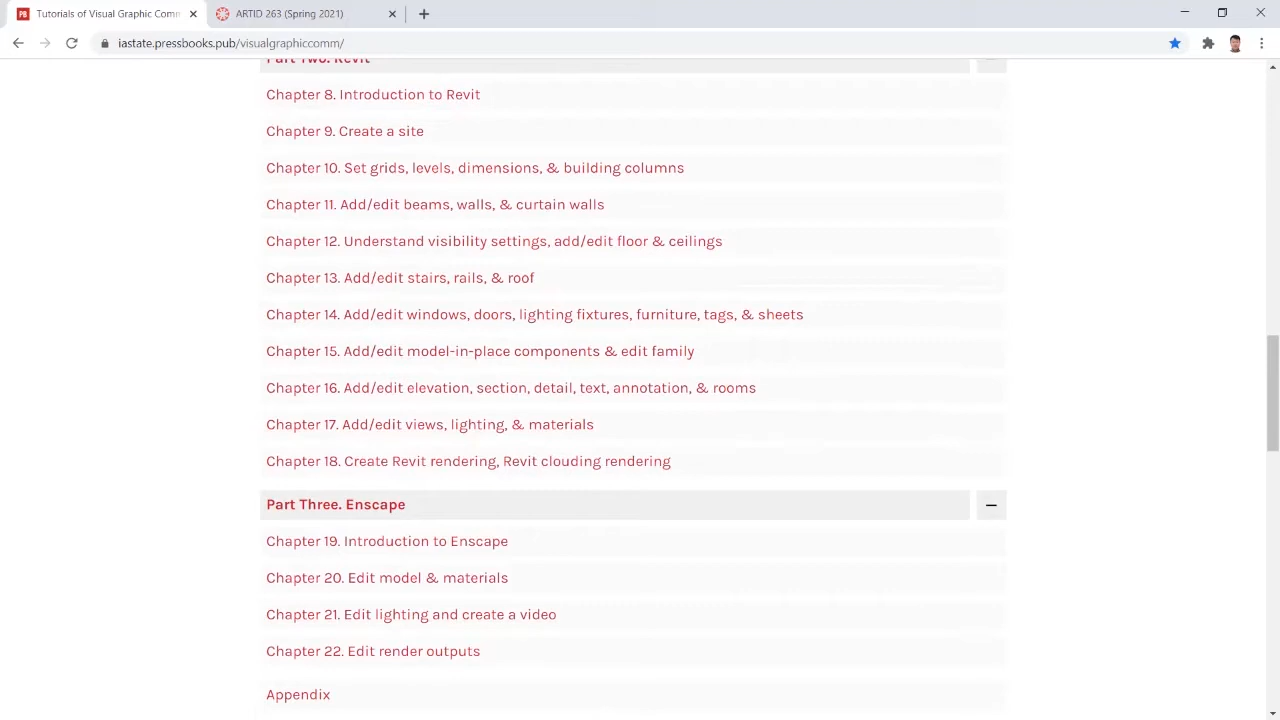 Tutorials of Visual Graphic Comm
ARTID 263 (Spring 2021)
iastate.pressbooks.pub/visualgraphiccomm/
Part Two. Revit
Chapter 8. Introduction to Revit
Chapter 9. Create a site
Chapter 10. Set grids, levels, dimensions, & building columns
Chapter 11. Add/edit beams, walls, & curtain walls
Chapter 12. Understand visibility settings, add/edit floor & ceilings
Chapter 13. Add/edit stairs, rails, & roof
Chapter 14. Add/edit windows, doors, lighting fixtures, furniture, tags, & sheets
Chapter 15. Add/edit model-in-place components & edit family
Chapter 16. Add/edit elevation, section, detail, text, annotation, & rooms
Chapter 17. Add/edit views, lighting, & materials
Chapter 18. Create Revit rendering, Revit clouding rendering
Part Three. Enscape
Chapter 19. Introduction to Enscape
Chapter 20. Edit model & materials
Chapter 21. Edit lighting and create a video
Chapter 22. Edit render outputs
Appendix